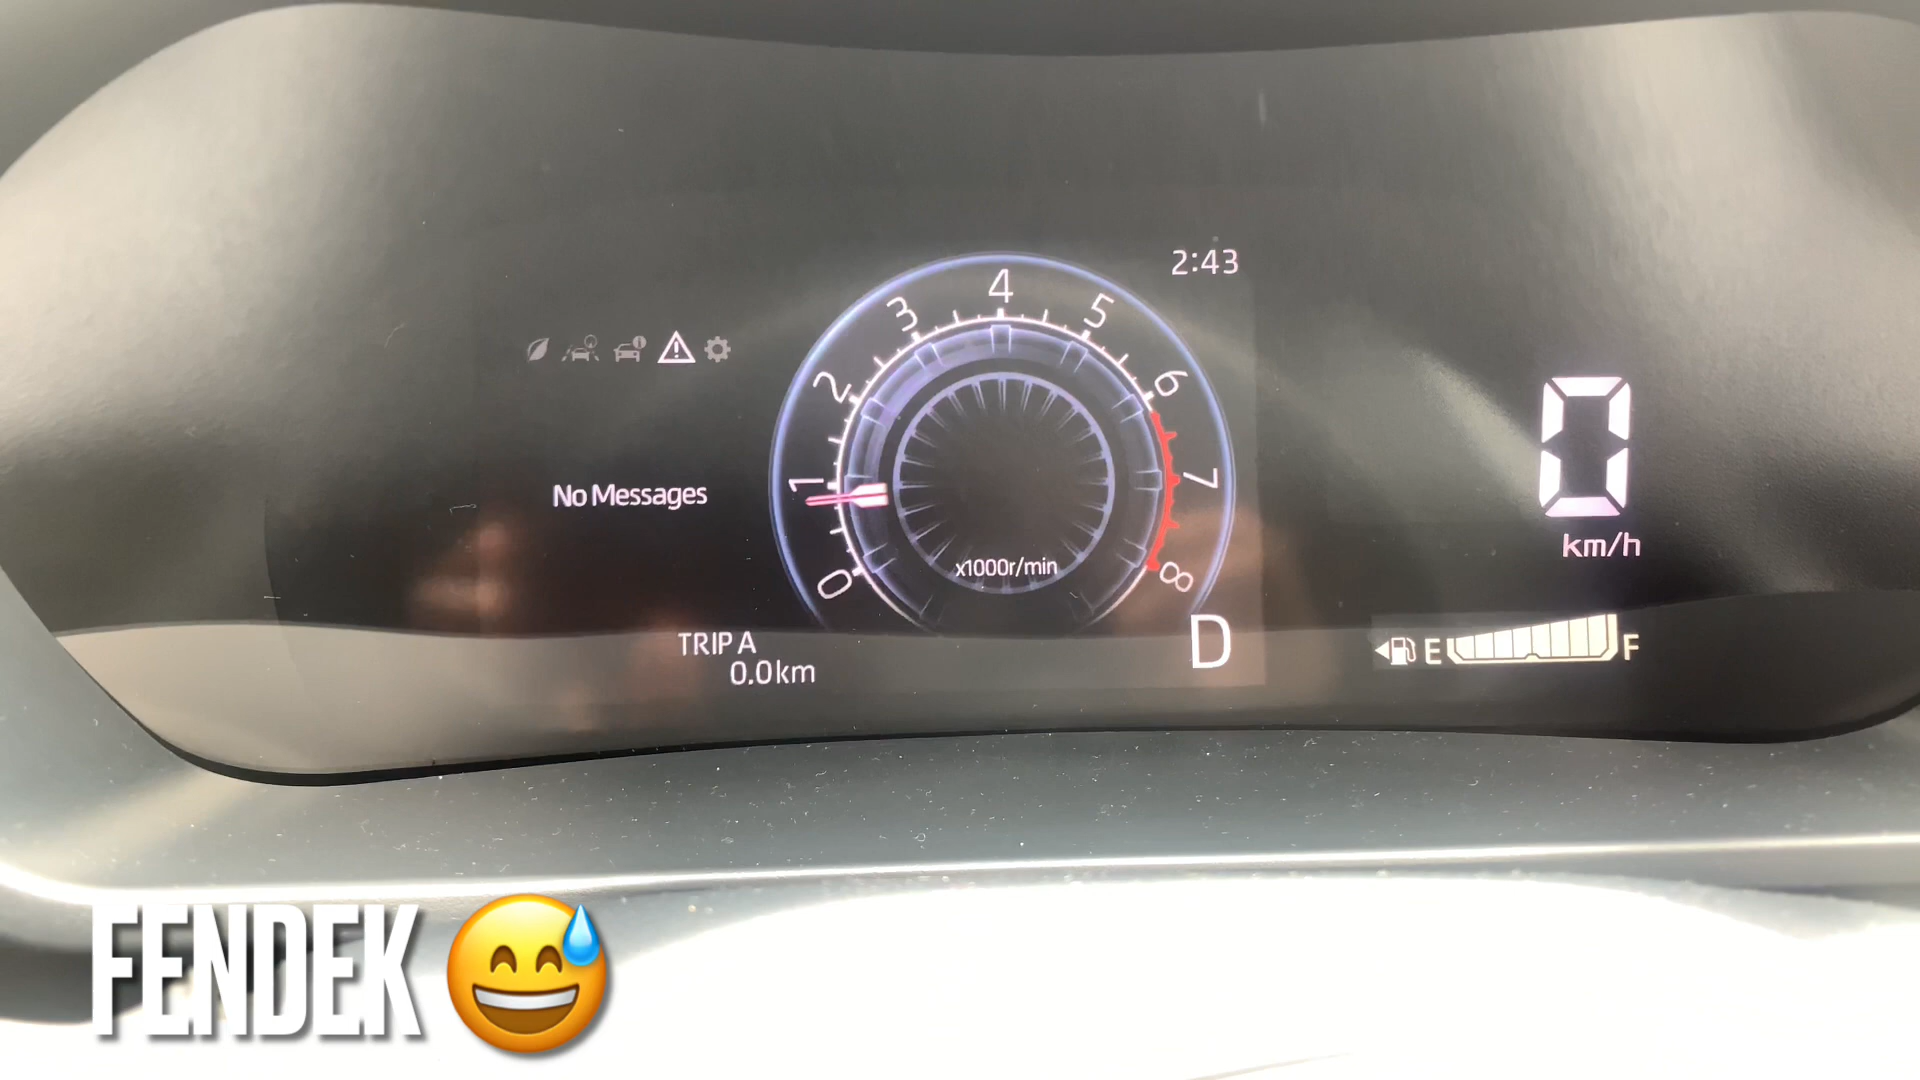 2:43
4
3
5
2
6
1
7
No Messages
0
km/h
x1000r/min
0
8
TRIP A
0.0km
D
E
F
FENDEK